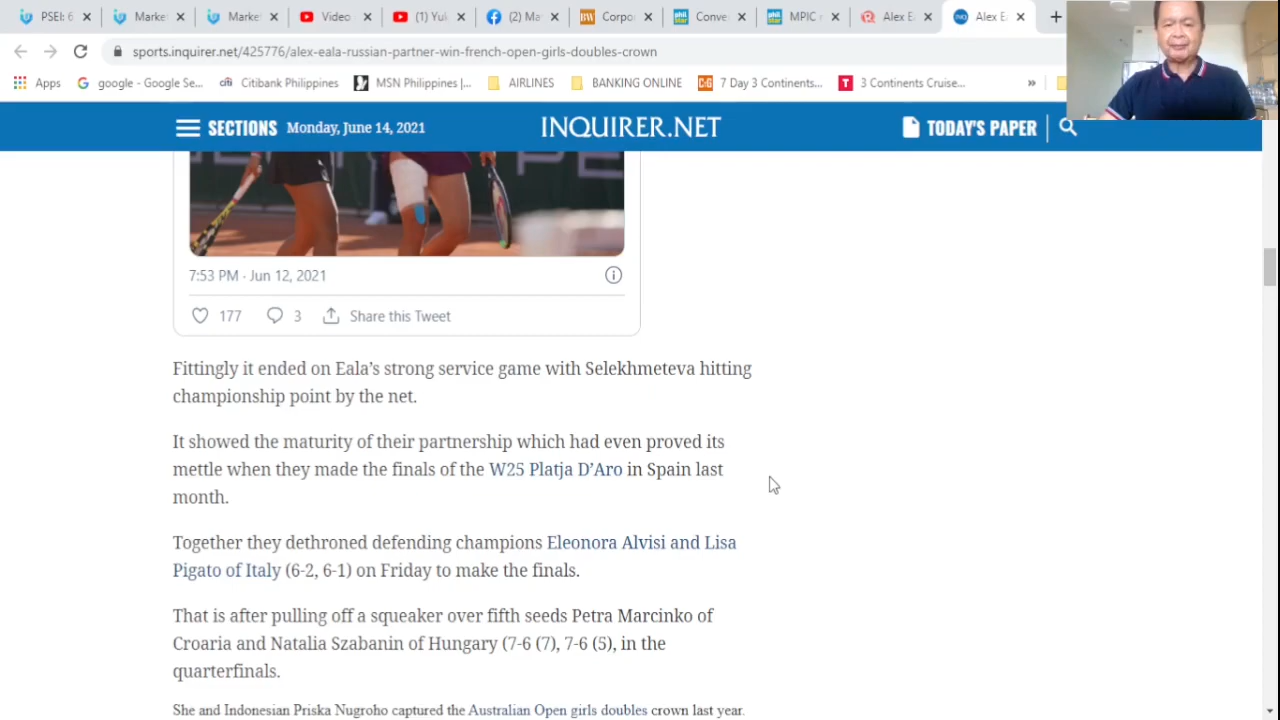 PSEI: 6
Marke
Marke
Video
(1) Yu
(2) Ma
Corpo
Conve
MPIC
Alex E
Alex E
sports.inquirer.net/425776/alex-eala-russian-partner-win-french-open-girls-doubles-crown
Apps google - Google Se... Citibank Philippines MSN Philippines |... AIRLINES BANKING ONLINE 7 Day 3 Continents... 3 Continents Cruise... »
SECTIONS Monday, June 14, 2021 INQUIRER.NET TODAY'S PAPER
7:53 PM · Jun 12, 2021
177 3 Share this Tweet
Fittingly it ended on Eala’s strong service game with Selekhmeteva hitting
championship point by the net.
It showed the maturity of their partnership which had even proved its
mettle when they made the finals of the W25 Platja D’Aro in Spain last
month.
Together they dethroned defending champions Eleonora Alvisi and Lisa
Pigato of Italy (6-2, 6-1) on Friday to make the finals.
That is after pulling off a squeaker over fifth seeds Petra Marcinko of
Croaria and Natalia Szabanin of Hungary (7-6 (7), 7-6 (5), in the
quarterfinals.
She and Indonesian Priska Nugroho captured the Australian Open girls doubles crown last year.